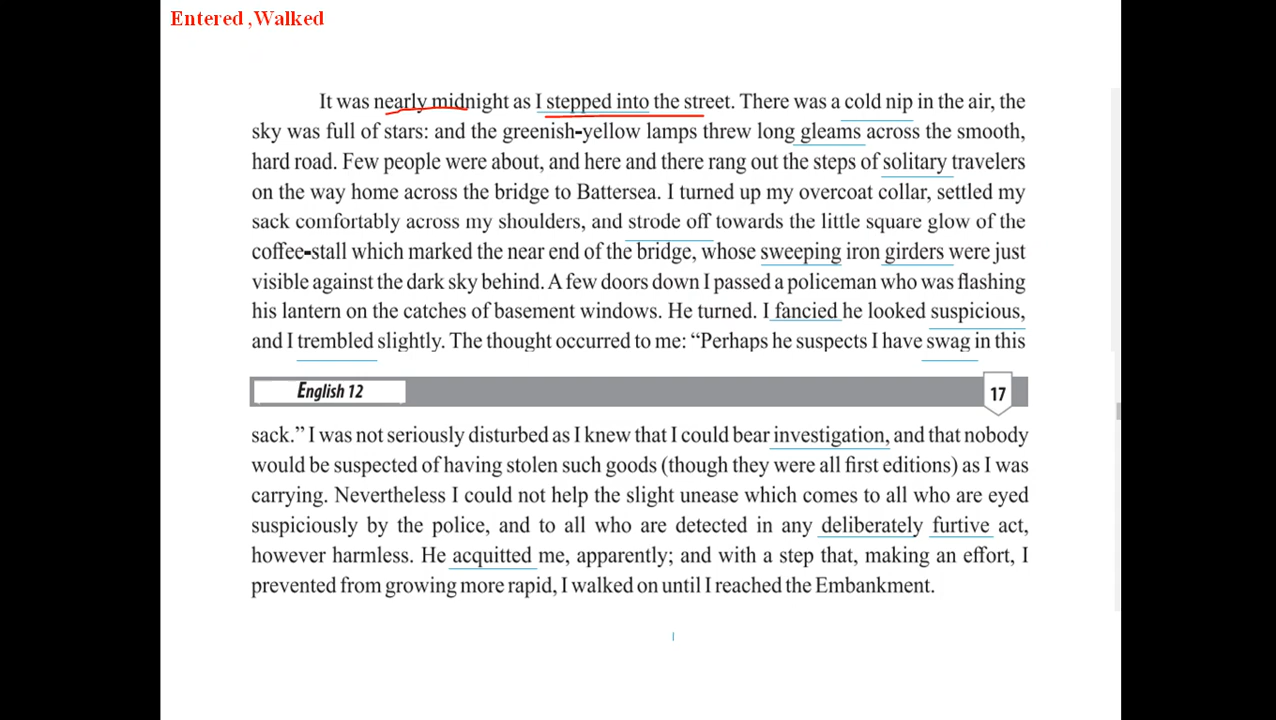 Entered ,Walked
It was nearly midnight as I stepped into the street. There was a cold nip in the air, the
sky was full of stars: and the greenish-yellow lamps threw long gleams across the smooth,
hard road. Few people were about, and here and there rang out the steps of solitary travelers
on the way home across the bridge to Battersea. I turned up my overcoat collar, settled my
sack comfortably across my shoulders, and strode off towards the little square glow of the
coffee-stall which marked the near end of the bridge, whose sweeping iron girders were just
visible against the dark sky behind. A few doors down I passed a policeman who was flashing
his lantern on the catches of basement windows. He turned. I fancied he looked suspicious,
and I trembled slightly. The thought occurred to me: “Perhaps he suspects I have swag in this
English 12
17
sack.” I was not seriously disturbed as I knew that I could bear investigation, and that nobody
would be suspected of having stolen such goods (though they were all first editions) as I was
carrying. Nevertheless I could not help the slight unease which comes to all who are eyed
suspiciously by the police, and to all who are detected in any deliberately furtive act,
however harmless. He acquitted me, apparently; and with a step that, making an effort, I
prevented from growing more rapid, I walked on until I reached the Embankment.